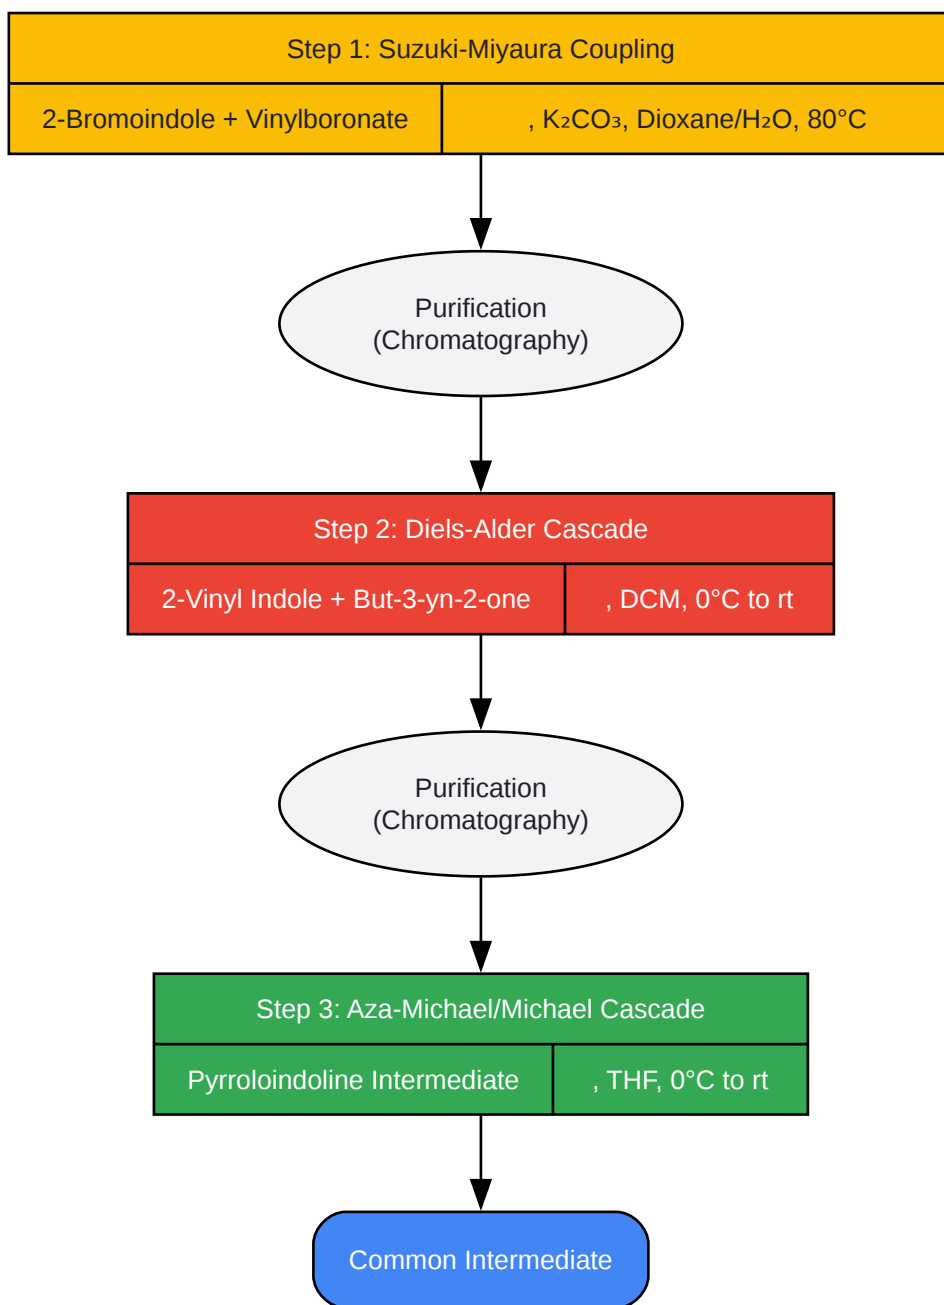 Step 1: Suzuki-Miyaura Coupling
2-Bromoindole + Vinylboronate
, K₂CO₃, Dioxane/H₂O, 80°C
Purification
(Chromatography)
Step 2: Diels-Alder Cascade
2-Vinyl Indole + But-3-yn-2-one
, DCM, 0°C to rt
Purification
(Chromatography)
Step 3: Aza-Michael/Michael Cascade
Pyrroloindoline Intermediate
, THF, 0°C to rt
Common Intermediate